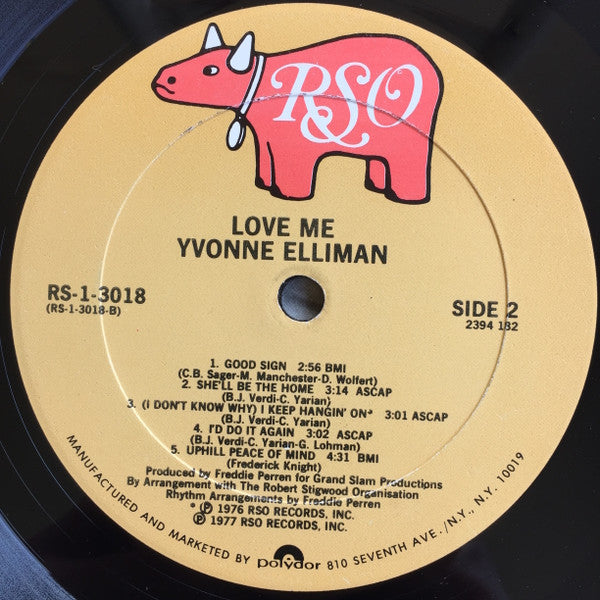 RSO
LOVE ME
YVONNE ELLIMAN
RS-1-3018
(RS-1-3018-B)
SIDE 2
2394 182
1. GOOD SIGN 2:56 BMI
(C.B. Sager-M. Manchester-D. Wolfert)
2. SHE'LL BE THE HOME 3:14 ASCAP
(B.J. Verdi-C. Yarian)
3. (I DON'T KNOW WHY) I KEEP HANGIN' ON* 3:01 ASCAP
(B.J. Verdi-C. Yarian)
4. I'D DO IT AGAIN 3:02 ASCAP
(B.J. Verdi-C. Yarian-G. Lohman)
5. UPHILL PEACE OF MIND 4:31 BMI
(Frederick Knight)
Produced by Freddie Perren for Grand Slam Productions
By Arrangement with The Robert Stigwood Organisation
Rhythm Arrangements by Freddie Perren
* ℗ 1976 RSO RECORDS, INC.
℗ 1977 RSO RECORDS, INC.
MANUFACTURED AND MARKETED BY polydor 810 SEVENTH AVE./N.Y., N.Y. 10019